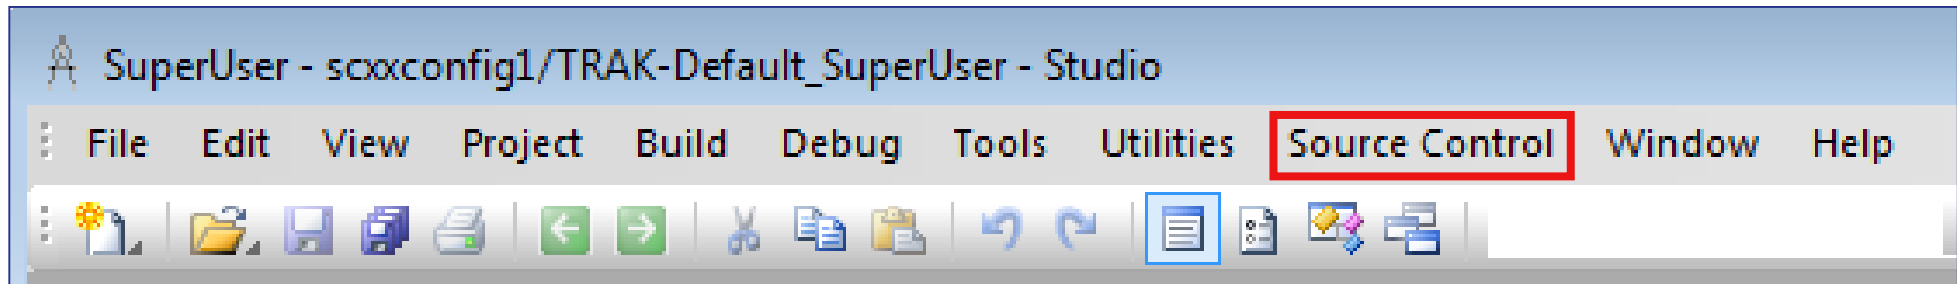 SuperUser - scxxconfig1/TRAK-Default_SuperUser - Studio
File Edit View Project Build Debug Tools Utilities Source Control Window Help